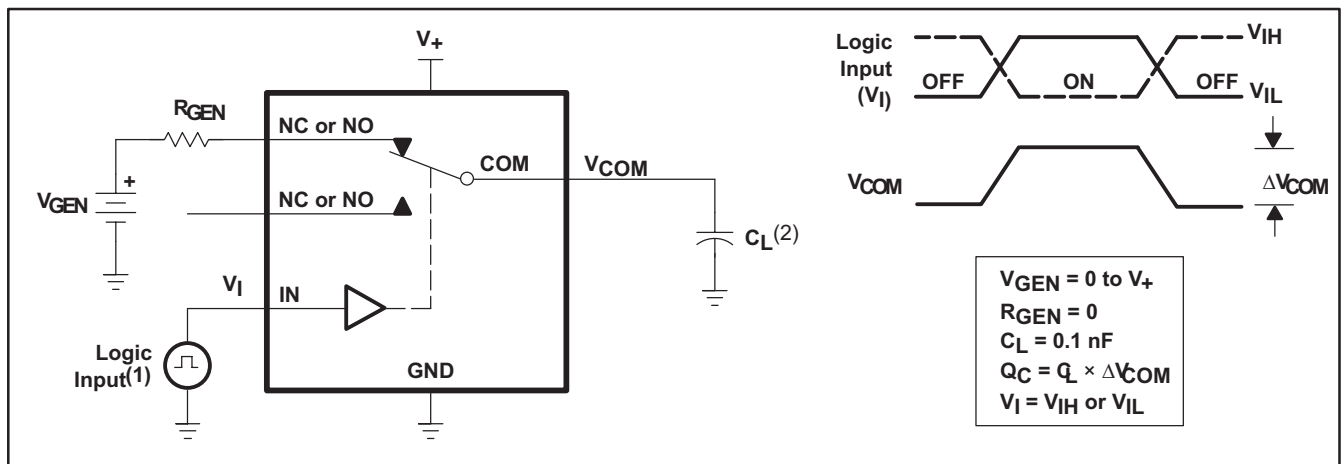 V+
RGEN
NC or NO
COM
VCOM
VGEN
+
NC or NO
CL(2)
VI
IN
Logic
Input(1)
GND
Logic
Input
(VI)
VIH
OFF
ON
OFF
VIL
VCOM
ΔVCOM
VGEN = 0 to V+
RGEN = 0
CL = 0.1 nF
QC = CL × ΔVCOM
VI = VIH or VIL